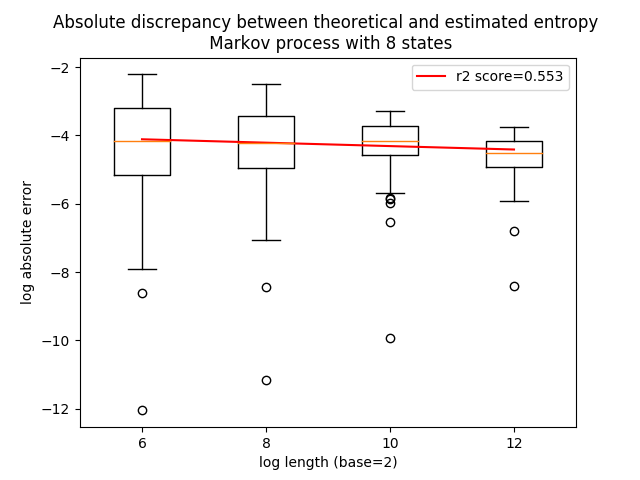 Absolute discrepancy between theoretical and estimated entropy
Markov process with 8 states
r2 score=0.553
−2
−4
−6
−8
−10
−12
log absolute error
6 8 10 12
log length (base=2)